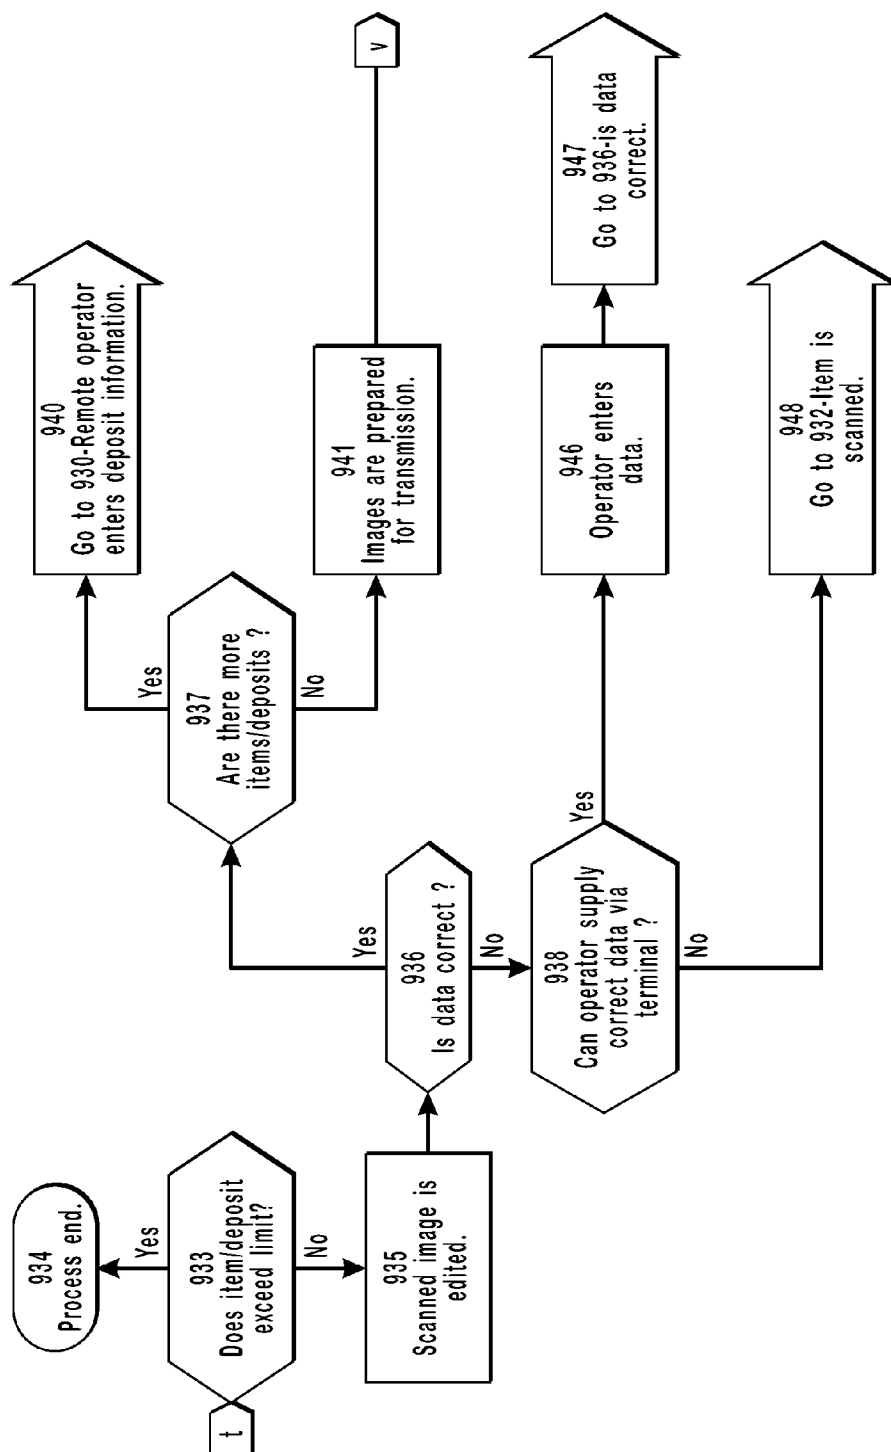 t
933
Does item/deposit
exceed limit?
Yes
No
934
Process end.
935
Scanned image is
edited.
936
Is data correct ?
Yes
No
937
Are there more
items/deposits ?
Yes
No
938
Can operator supply
correct data via
terminal ?
Yes
No
940
Go to 930-Remote operator
enters deposit information.
941
Images are prepared
for transmission.
v
946
Operator enters
data.
947
Go to 936-is data
correct.
948
Go to 932-Item is
scanned.